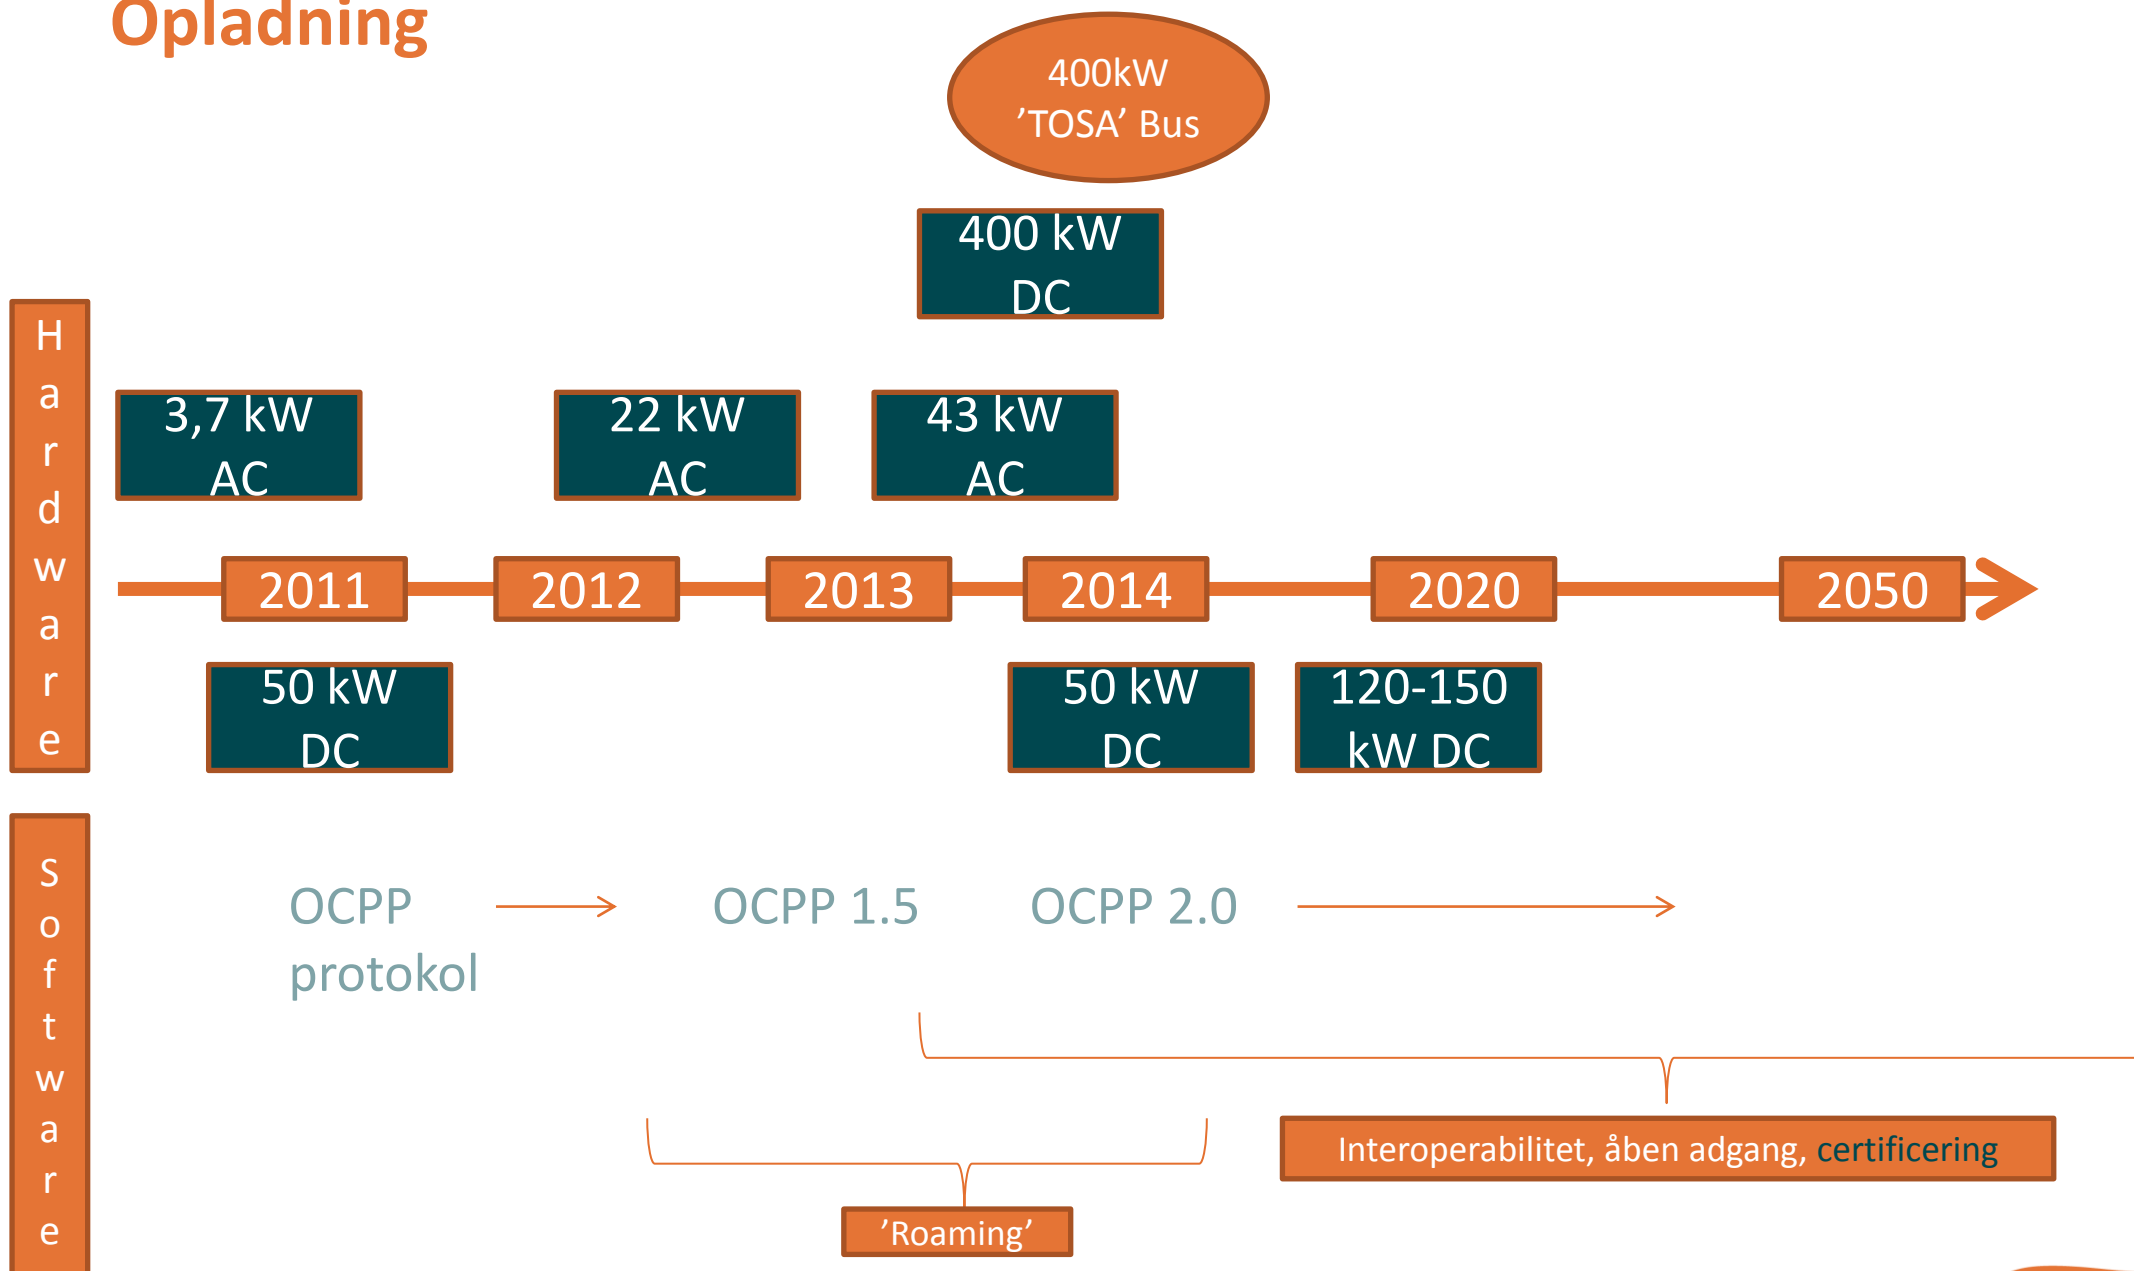 Opladning
400kW
’TOSA’ Bus
400 kW
DC
Hardware
3,7 kW
AC
22 kW
AC
43 kW
AC
2011
2012
2013
2014
2020
2050
50 kW
DC
50 kW
DC
120-150
kW DC
Software
OCPP
protokol
OCPP 1.5
OCPP 2.0
Interoperabilitet, åben adgang, certificering
’Roaming’